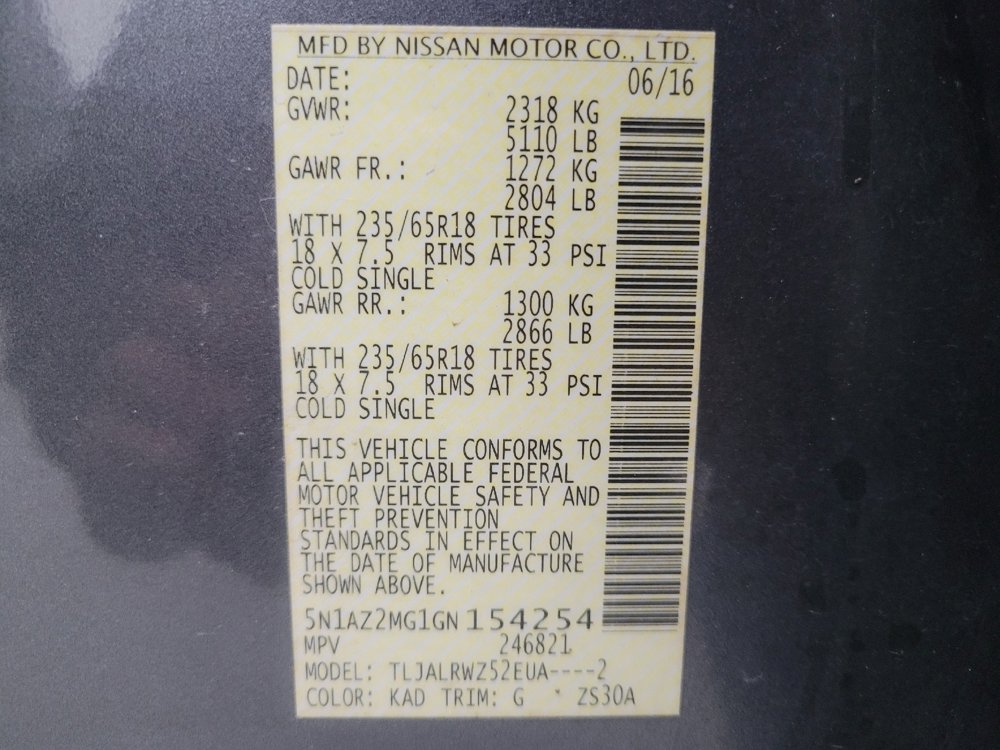 MFD BY NISSAN MOTOR CO., LTD.
DATE: 06/16
GVWR: 2318 KG
5110 LB
GAWR FR.: 1272 KG
2804 LB
WITH 235/65R18 TIRES
18 X 7.5 RIMS AT 33 PSI
COLD SINGLE
GAWR RR.: 1300 KG
2866 LB
WITH 235/65R18 TIRES
18 X 7.5 RIMS AT 33 PSI
COLD SINGLE
THIS VEHICLE CONFORMS TO
ALL APPLICABLE FEDERAL
MOTOR VEHICLE SAFETY AND
THEFT PREVENTION
STANDARDS IN EFFECT ON
THE DATE OF MANUFACTURE
SHOWN ABOVE.
5N1AZ2MG1GN154254
MPV 246821
MODEL: TLJALRWZ52EUA----2
COLOR: KAD TRIM: G ZS30A